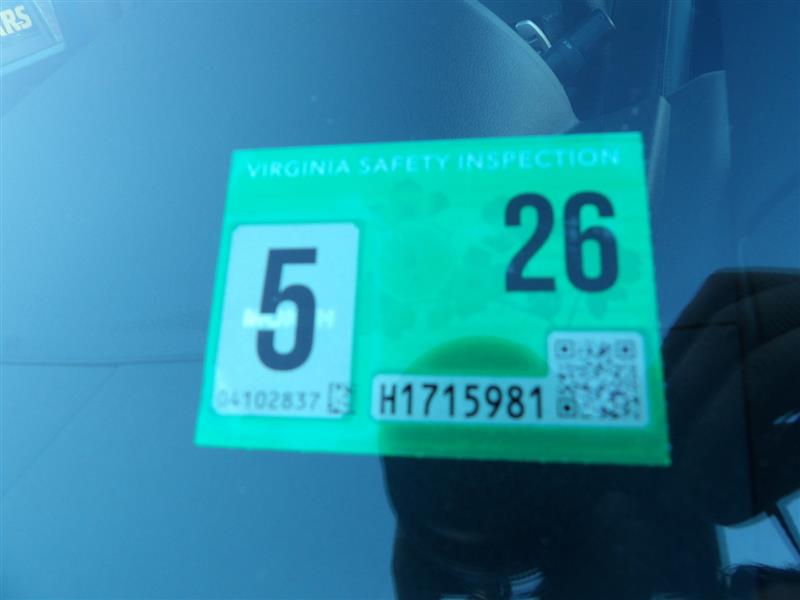 VIRGINIA SAFETY INSPECTION
5
26
04102837
H1715981